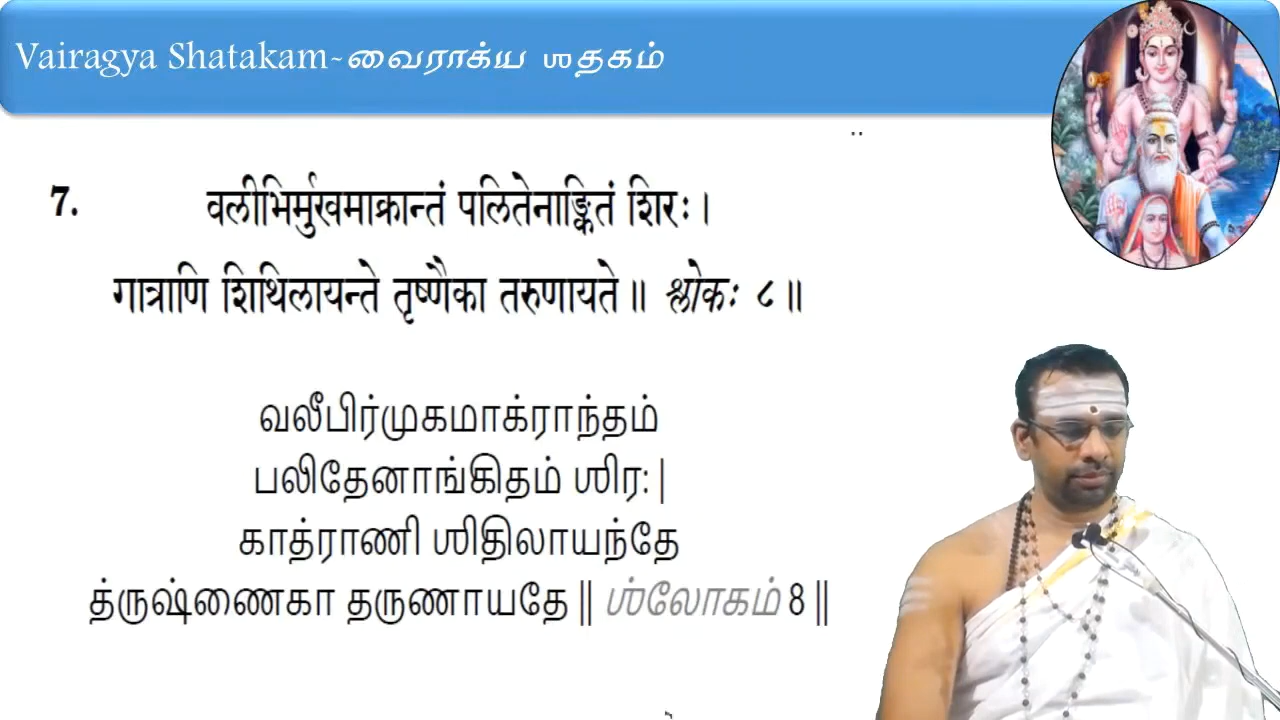 Vairagya Shatakam-வைராக்ய ஶதகம்
7. वलीभिर्मुखमाक्रान्तं पलितेनाङ्कितं शिरः।
गात्राणि शिथिलायन्ते तृष्णैका तरुणायते॥ श्लोकः ८॥
வலீபிர்முகமாக்ராந்தம்
பலிதேனாங்கிதம் ஶிர:|
காத்ராணி ஶிதிலாயந்தே
த்ருஷ்ணைகா தருணாயதே || ஶ்லோகம் 8 ||